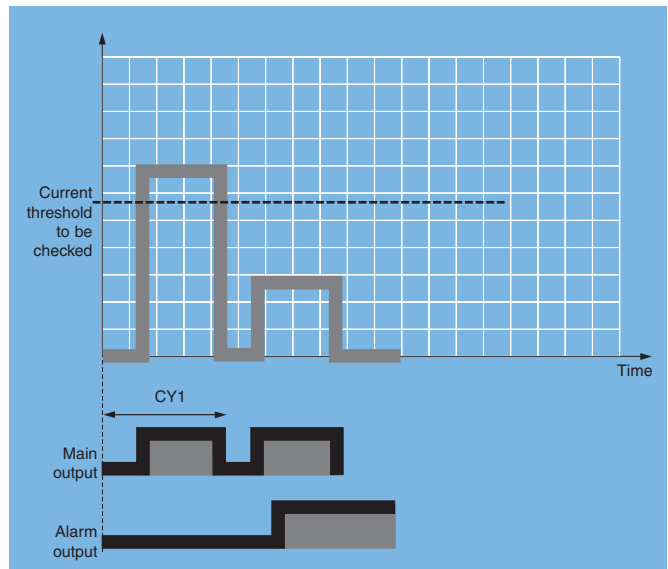 Current
threshold
to be
checked
Time
CY1
Main
output
Alarm
output